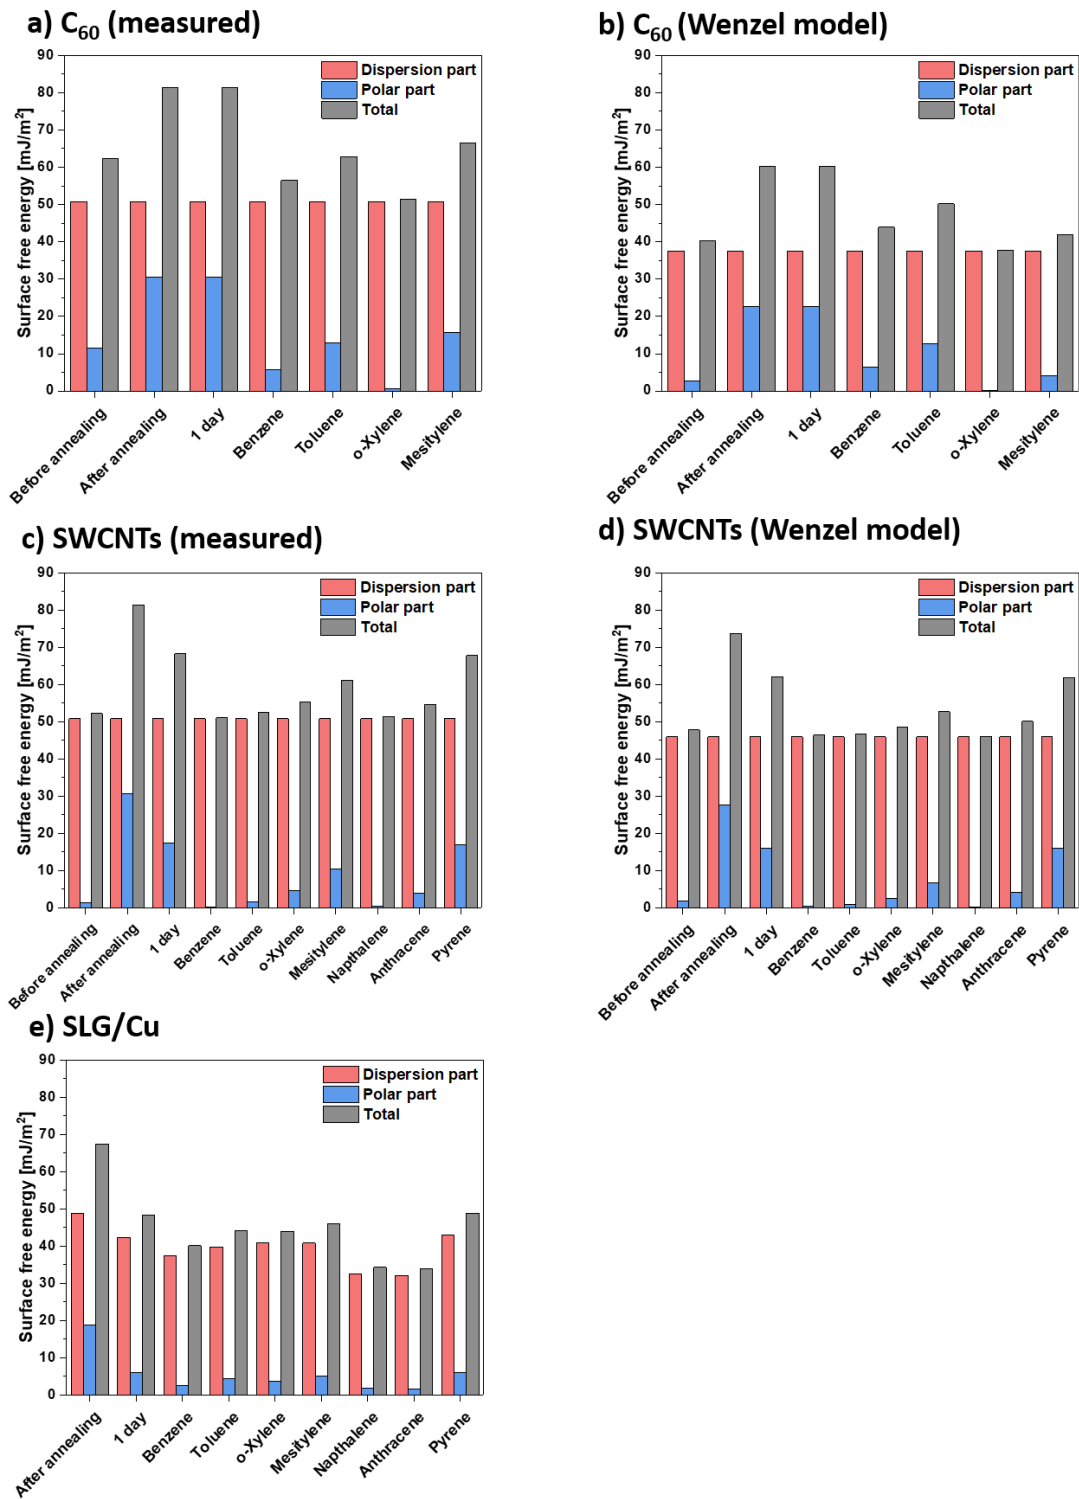 a) C₆₀ (measured)
Surface free energy [mJ/m²]
90
80
70
60
50
40
30
20
10
0
Dispersion part
Polar part
Total
Before annealing
After annealing
1 day
Benzene
Toluene
o-Xylene
Mesitylene
b) C₆₀ (Wenzel model)
Surface free energy [mJ/m²]
90
80
70
60
50
40
30
20
10
0
Dispersion part
Polar part
Total
Before annealing
After annealing
1 day
Benzene
Toluene
o-Xylene
Mesitylene
c) SWCNTs (measured)
Surface free energy [mJ/m²]
90
80
70
60
50
40
30
20
10
0
Dispersion part
Polar part
Total
Before annealing
After annealing
1 day
Benzene
Toluene
o-Xylene
Mesitylene
Napthalene
Anthracene
Pyrene
d) SWCNTs (Wenzel model)
Surface free energy [mJ/m²]
90
80
70
60
50
40
30
20
10
0
Dispersion part
Polar part
Total
Before annealing
After annealing
1 day
Benzene
Toluene
o-Xylene
Mesitylene
Napthalene
Anthracene
Pyrene
e) SLG/Cu
Surface free energy [mJ/m²]
90
80
70
60
50
40
30
20
10
0
Dispersion part
Polar part
Total
After annealing
1 day
Benzene
Toluene
o-Xylene
Mesitylene
Napthalene
Anthracene
Pyrene